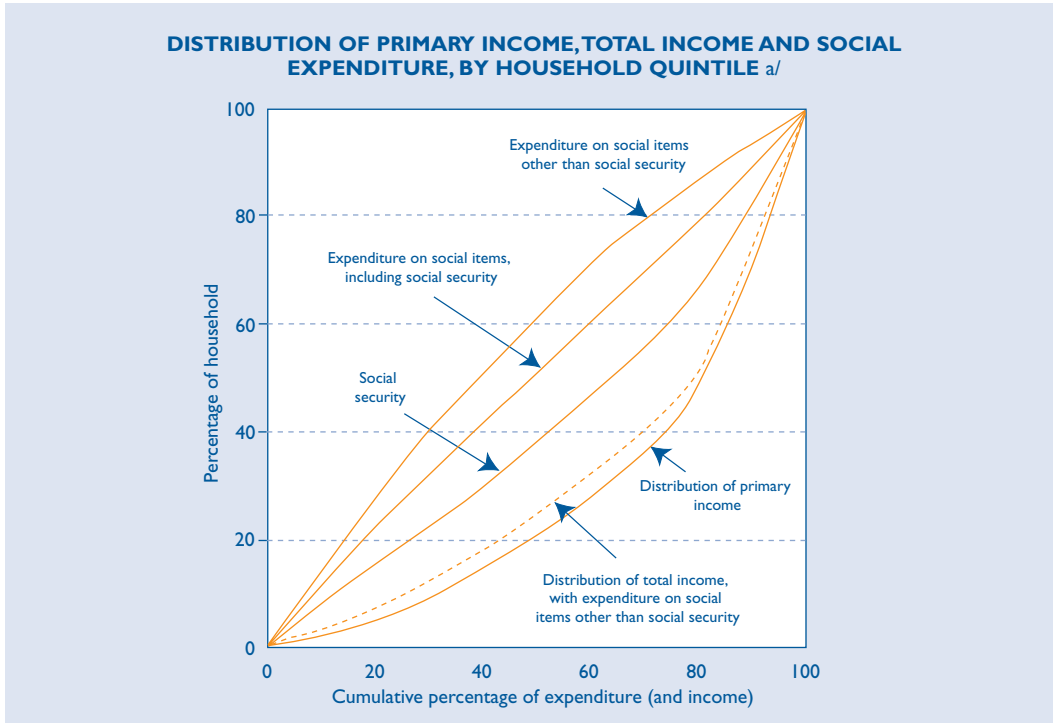 DISTRIBUTION OF PRIMARY INCOME, TOTAL INCOME AND SOCIAL
EXPENDITURE, BY HOUSEHOLD QUINTILE a/
100
80
60
40
20
0
Percentage of household
Expenditure on social items
other than social security
Expenditure on social items,
including social security
Social
security
Distribution of primary
income
Distribution of total income,
with expenditure on social
items other than social security
0 20 40 60 80 100
Cumulative percentage of expenditure (and income)